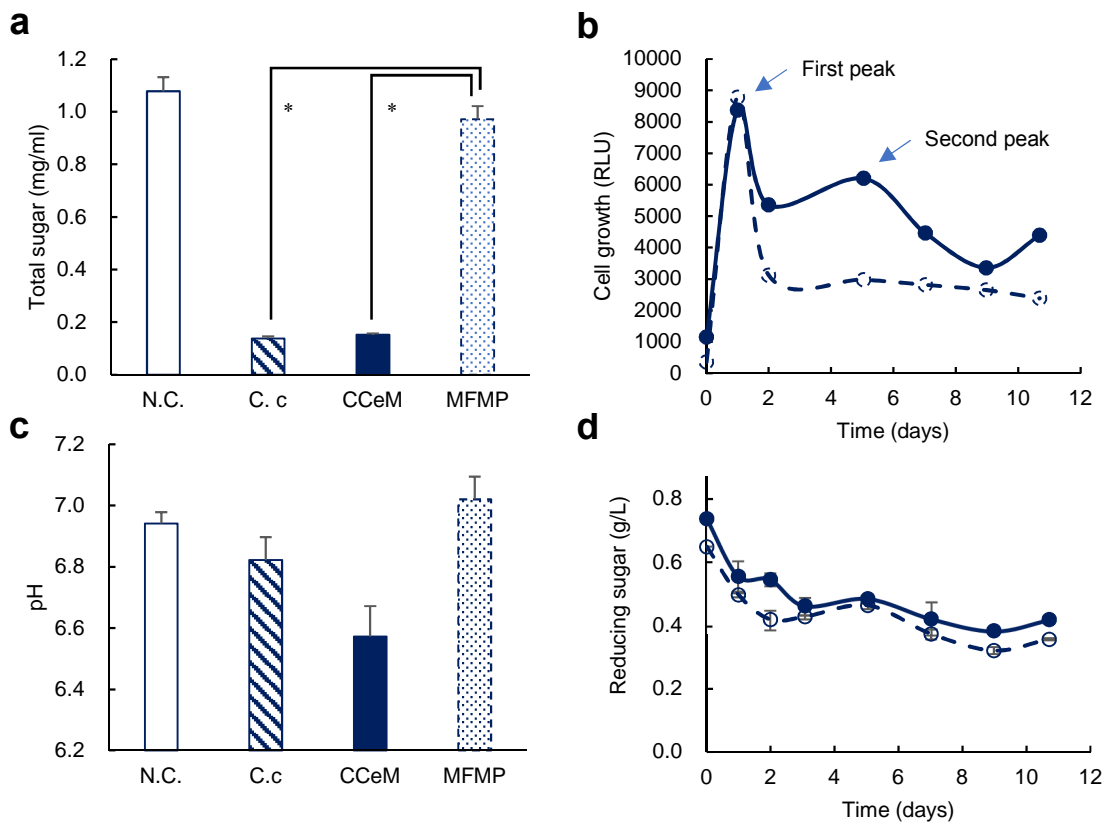 a
1.2
1.0
0.8
0.6
0.4
0.2
0.0
Total sugar (mg/ml)
*
*
N.C.
C. c
CCeM
MFMP
b
10000
9000
8000
7000
6000
5000
4000
3000
2000
1000
0
Cell growth (RLU)
First peak
Second peak
0
2
4
6
8
10
12
Time (days)
c
7.2
7.0
6.8
6.6
6.4
6.2
pH
N.C.
C.c
CCeM
MFMP
d
0.8
0.6
0.4
0.2
0.0
Reducing sugar (g/L)
0
2
4
6
8
10
12
Time (days)